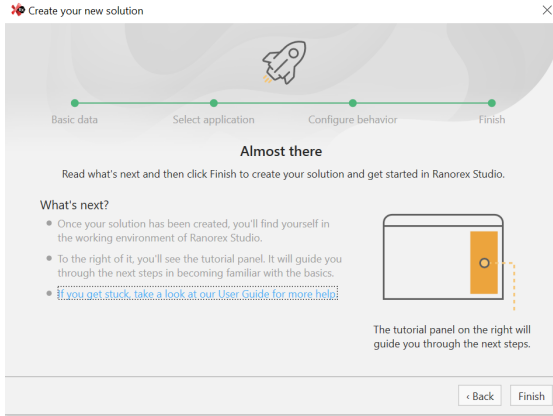 Create your new solution
Basic data
Select application
Configure behavior
Finish
Almost there
Read what's next and then click Finish to create your solution and get started in Ranorex Studio.
What's next?
Once your solution has been created, you'll find yourself in
the working environment of Ranorex Studio.
To the right of it, you'll see the tutorial panel. It will guide you
through the next steps in becoming familiar with the basics.
If you get stuck, take a look at our User Guide for more help.
The tutorial panel on the right will
guide you through the next steps.
‹ Back
Finish